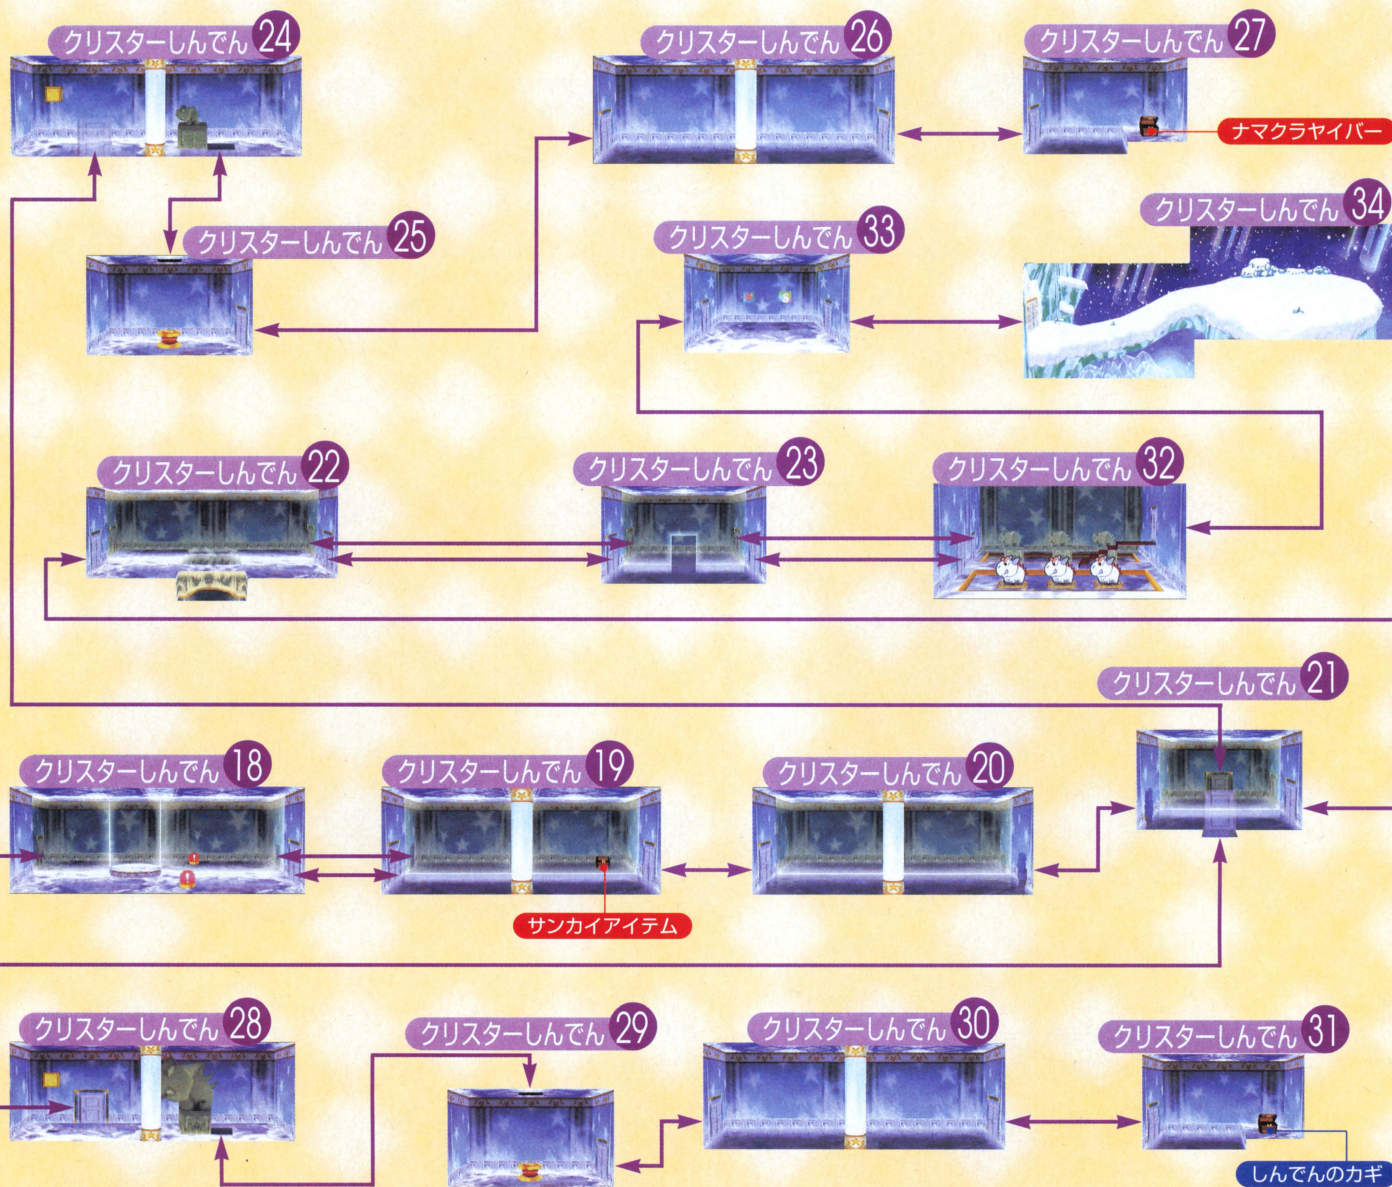 クリスターしんでん 24
クリスターしんでん 26
クリスターしんでん 27
ナマクラヤイバー
クリスターしんでん 25
クリスターしんでん 33
クリスターしんでん 34
クリスターしんでん 22
クリスターしんでん 23
クリスターしんでん 32
クリスターしんでん 21
クリスターしんでん 18
クリスターしんでん 19
クリスターしんでん 20
!
!
サンカイアイテム
クリスターしんでん 28
クリスターしんでん 29
クリスターしんでん 30
クリスターしんでん 31
しんでんのカギ